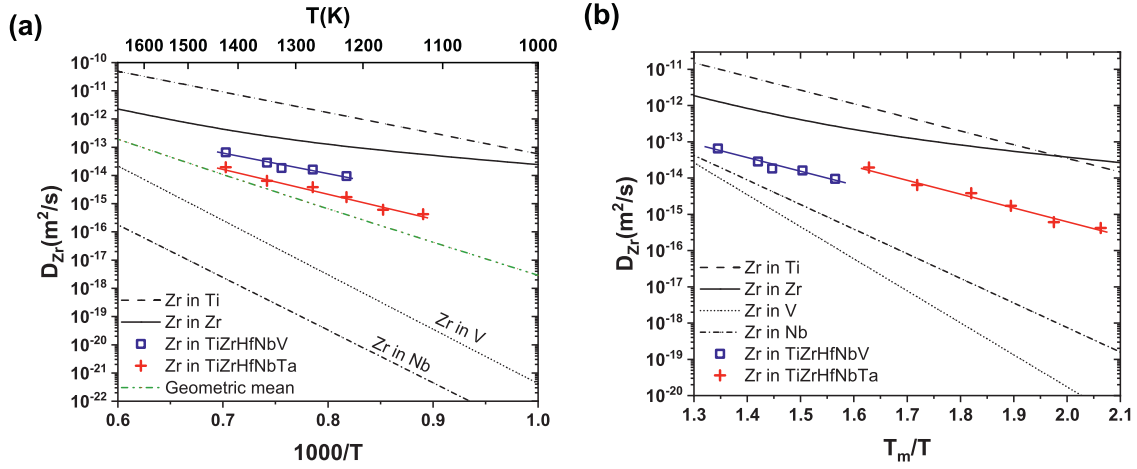 (a)
T(K)
1600 1500 1400 1300 1200 1100 1000
D_Zr(m²/s)
10⁻¹⁰
10⁻¹¹
10⁻¹²
10⁻¹³
10⁻¹⁴
10⁻¹⁵
10⁻¹⁶
10⁻¹⁷
10⁻¹⁸
10⁻¹⁹
10⁻²⁰
10⁻²¹
10⁻²²
Zr in Ti
Zr in Zr
Zr in TiZrHfNbV
Zr in TiZrHfNbTa
Geometric mean
Zr in V
Zr in Nb
0.6 0.7 0.8 0.9 1.0
1000/T
(b)
D_Zr(m²/s)
10⁻¹¹
10⁻¹²
10⁻¹³
10⁻¹⁴
10⁻¹⁵
10⁻¹⁶
10⁻¹⁷
10⁻¹⁸
10⁻¹⁹
10⁻²⁰
Zr in Ti
Zr in Zr
Zr in V
Zr in Nb
Zr in TiZrHfNbV
Zr in TiZrHfNbTa
1.3 1.4 1.5 1.6 1.7 1.8 1.9 2.0 2.1
T_m/T